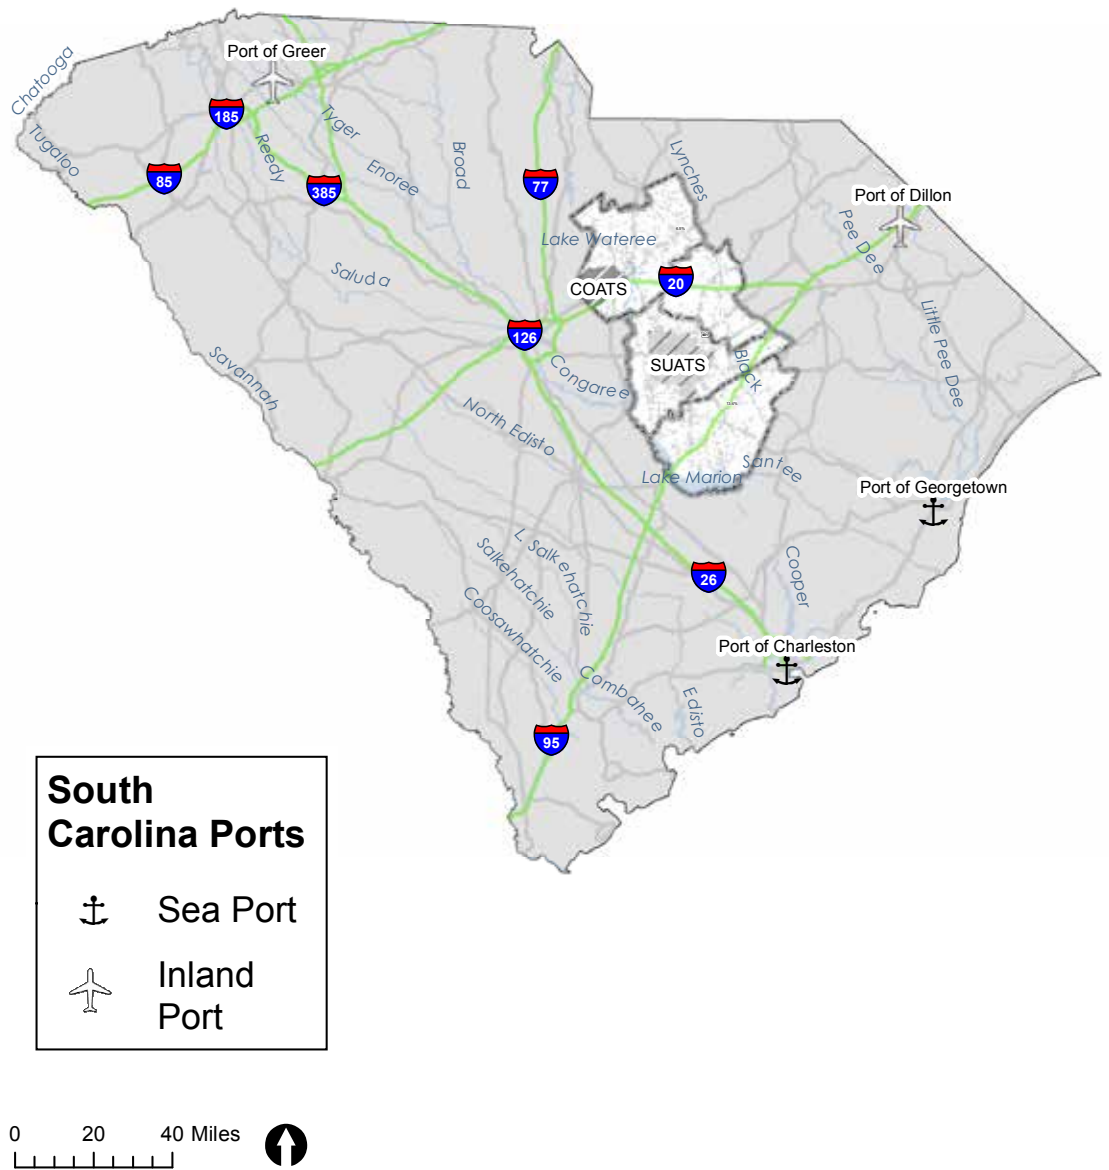 Port of Greer
Chatooga
Tugaloo
185
Reedy
Tyger
Enoree
Broad
85
385
77
Lynches
Port of Dillon
Pee Dee
Lake Wateree
COATS
20
Saluda
126
Little Pee Dee
SUATS
Black
Congaree
Savannah
North Edisto
Lake Marion
Santee
Port of Georgetown
L. Salkehatchie
Salkehatchie
Coosawhatchie
26
Cooper
Port of Charleston
Combahee
Edisto
95
South
Carolina Ports
Sea Port
Inland
Port
0 20 40 Miles